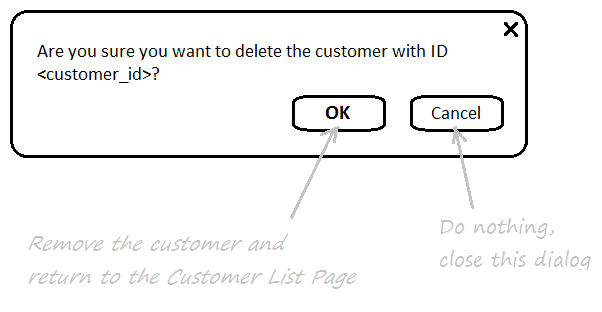 Are you sure you want to delete the customer with ID
<customer_id>?
OK
Cancel
Remove the customer and
return to the Customer List Page
Do nothing,
close this dialog